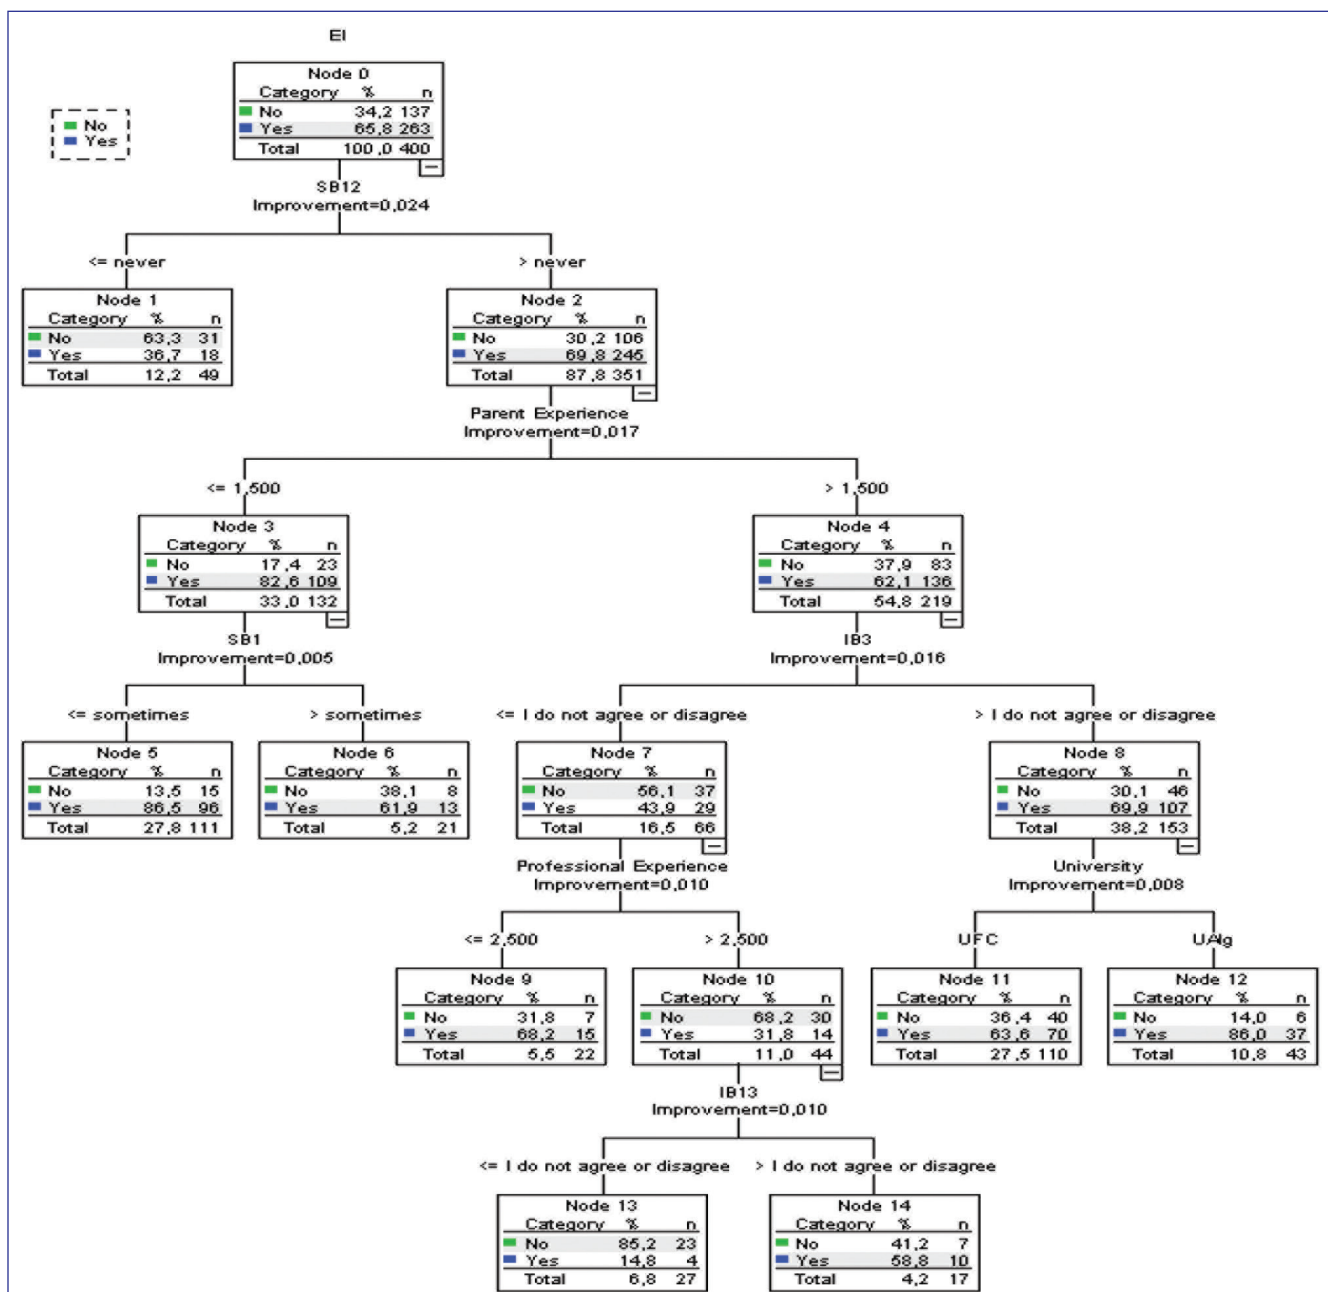 EI
No
Yes
Node 0
Category % n
No 34,2 137
Yes 65,8 263
Total 100,0 400
SB12
Improvement=0,024
<= never
> never
Node 1
Category % n
No 63,3 31
Yes 36,7 18
Total 12,2 49
Node 2
Category % n
No 30,2 106
Yes 69,8 245
Total 87,8 351
Parent Experience
Improvement=0,017
<= 1,500
> 1,500
Node 3
Category % n
No 17,4 23
Yes 82,6 109
Total 33,0 132
Node 4
Category % n
No 37,9 83
Yes 62,1 136
Total 54,8 219
SB1
Improvement=0,005
IB3
Improvement=0,016
<= sometimes
> sometimes
<= I do not agree or disagree
> I do not agree or disagree
Node 5
Category % n
No 13,5 15
Yes 86,5 96
Total 27,8 111
Node 6
Category % n
No 38,1 8
Yes 61,9 13
Total 5,2 21
Node 7
Category % n
No 56,1 37
Yes 43,9 29
Total 16,5 66
Node 8
Category % n
No 30,1 46
Yes 69,9 107
Total 38,2 153
Professional Experience
Improvement=0,010
University
Improvement=0,008
<= 2,500
> 2,500
UFC
UAlg
Node 9
Category % n
No 31,8 7
Yes 68,2 15
Total 5,5 22
Node 10
Category % n
No 68,2 30
Yes 31,8 14
Total 11,0 44
Node 11
Category % n
No 36,4 40
Yes 63,6 70
Total 27,5 110
Node 12
Category % n
No 14,0 6
Yes 86,0 37
Total 10,8 43
IB13
Improvement=0,010
<= I do not agree or disagree
> I do not agree or disagree
Node 13
Category % n
No 85,2 23
Yes 14,8 4
Total 6,8 27
Node 14
Category % n
No 41,2 7
Yes 58,8 10
Total 4,2 17